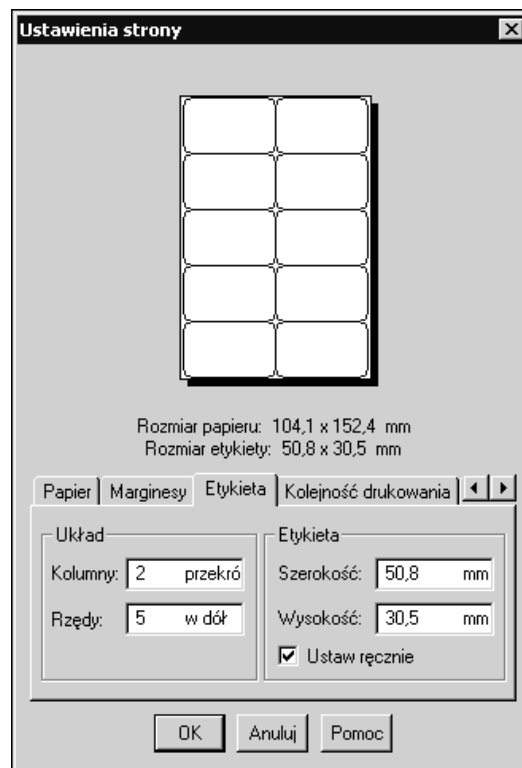 Ustawienia strony
Rozmiar papieru: 104,1 x 152,4 mm
Rozmiar etykiety: 50,8 x 30,5 mm
Papier Marginesy Etykieta Kolejność drukowania
Układ
Kolumny: 2 przekró
Rzędy: 5 w dół
Etykieta
Szerokość: 50,8 mm
Wysokość: 30,5 mm
Ustaw ręcznie
OK Anuluj Pomoc